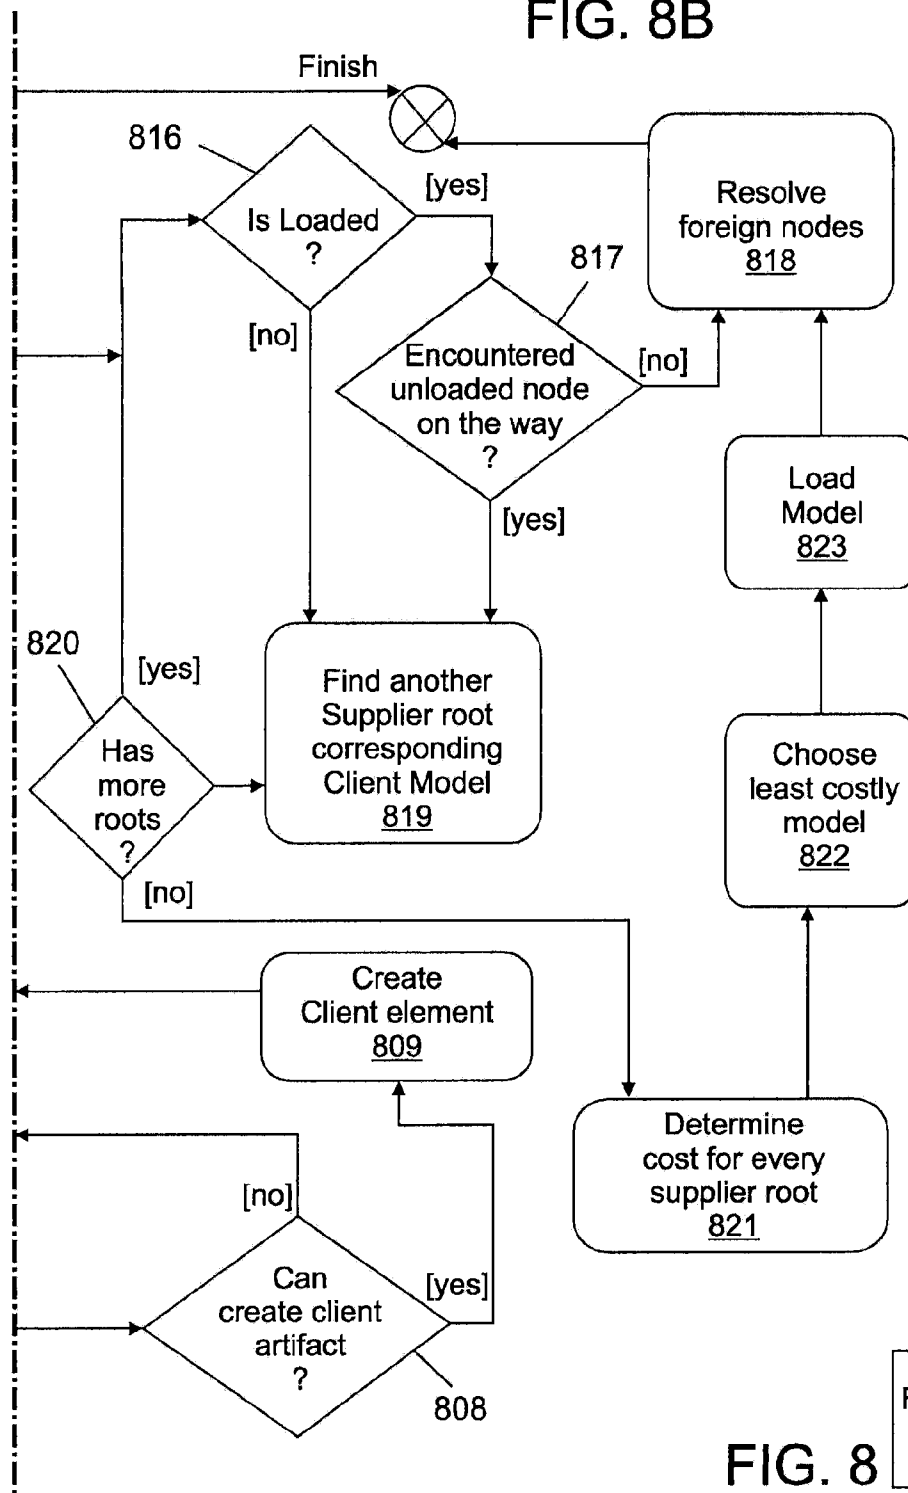 FIG. 8B
Finish
816
Is Loaded
?
[yes]
[no]
Resolve
foreign nodes
818
817
Encountered
unloaded node
on the way
?
[no]
[yes]
Load
Model
823
820
[yes]
Has
more
roots
?
[no]
Find another
Supplier root
corresponding
Client Model
819
Choose
least costly
model
822
Create
Client element
809
Determine
cost for every
supplier root
821
[no]
Can
create client
artifact
?
[yes]
808
FIG. 8